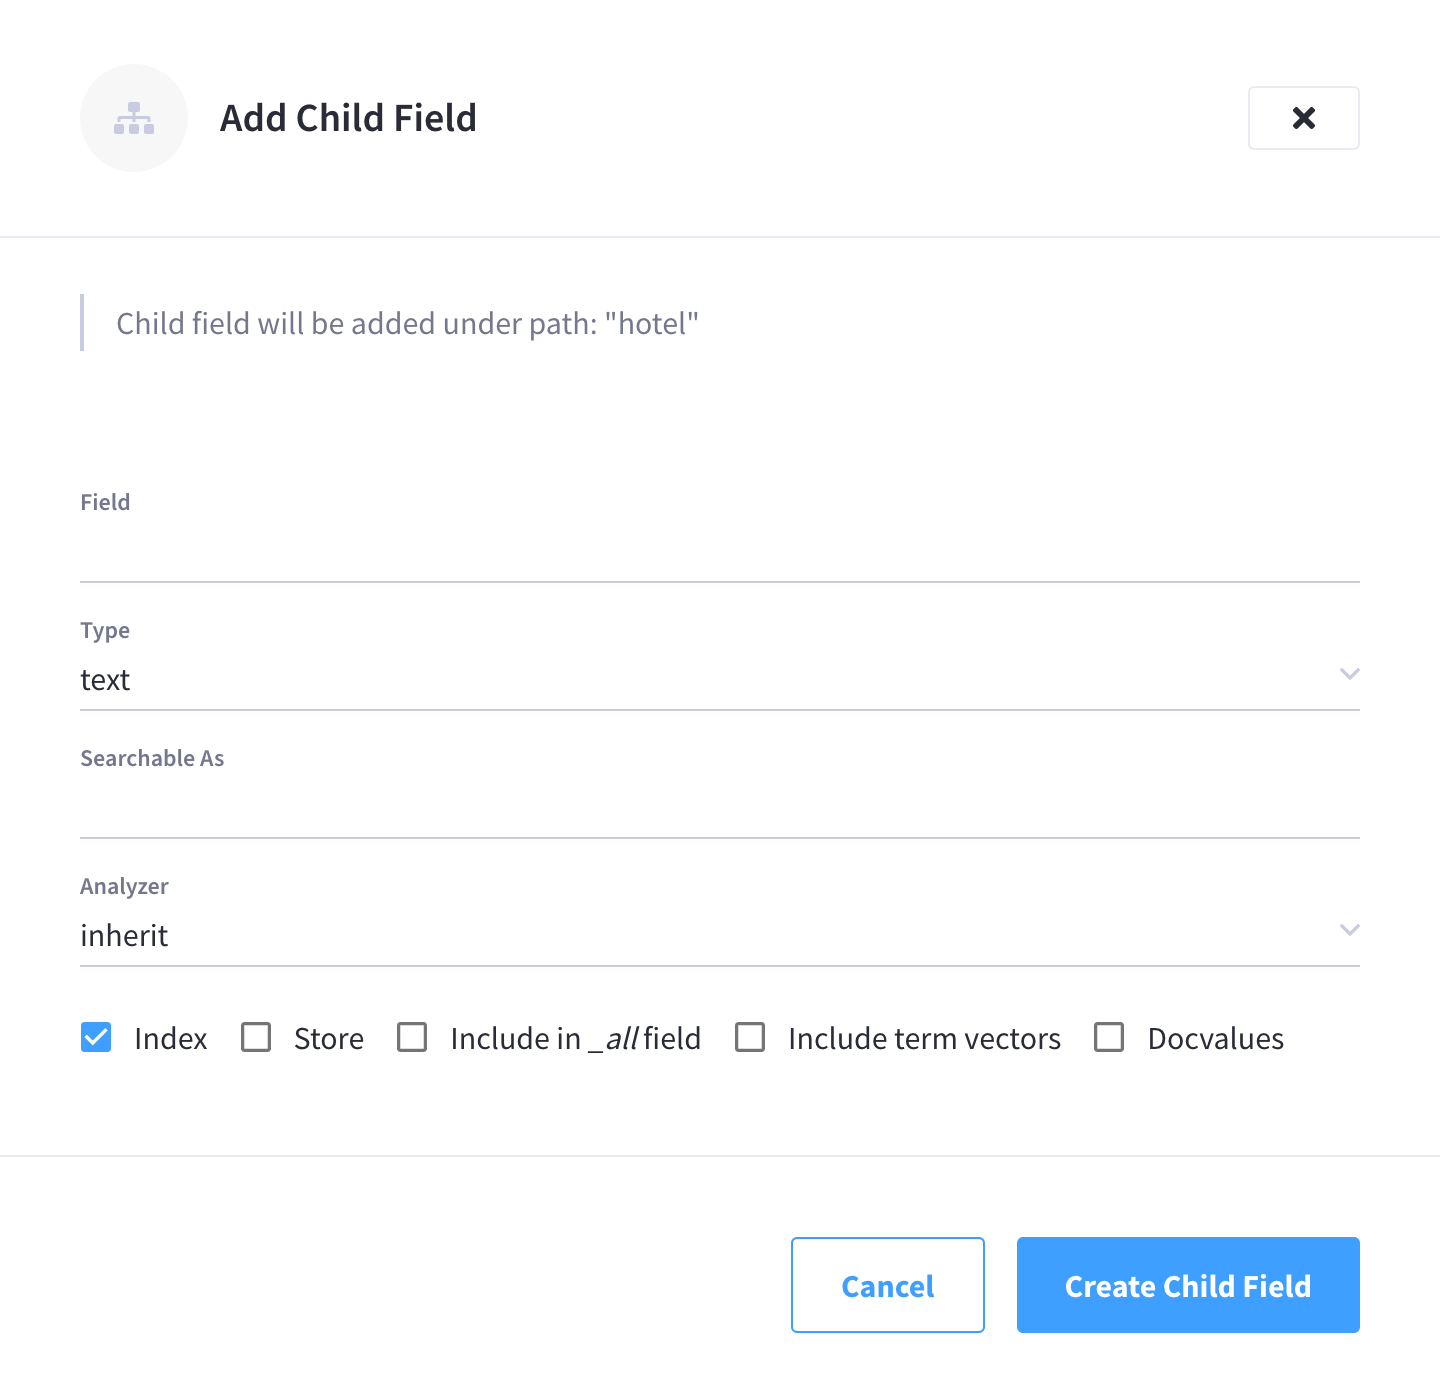 Add Child Field
Child field will be added under path: "hotel"
Field
Type
text
Searchable As
Analyzer
inherit
Index Store Include in _all field Include term vectors Docvalues
Cancel Create Child Field